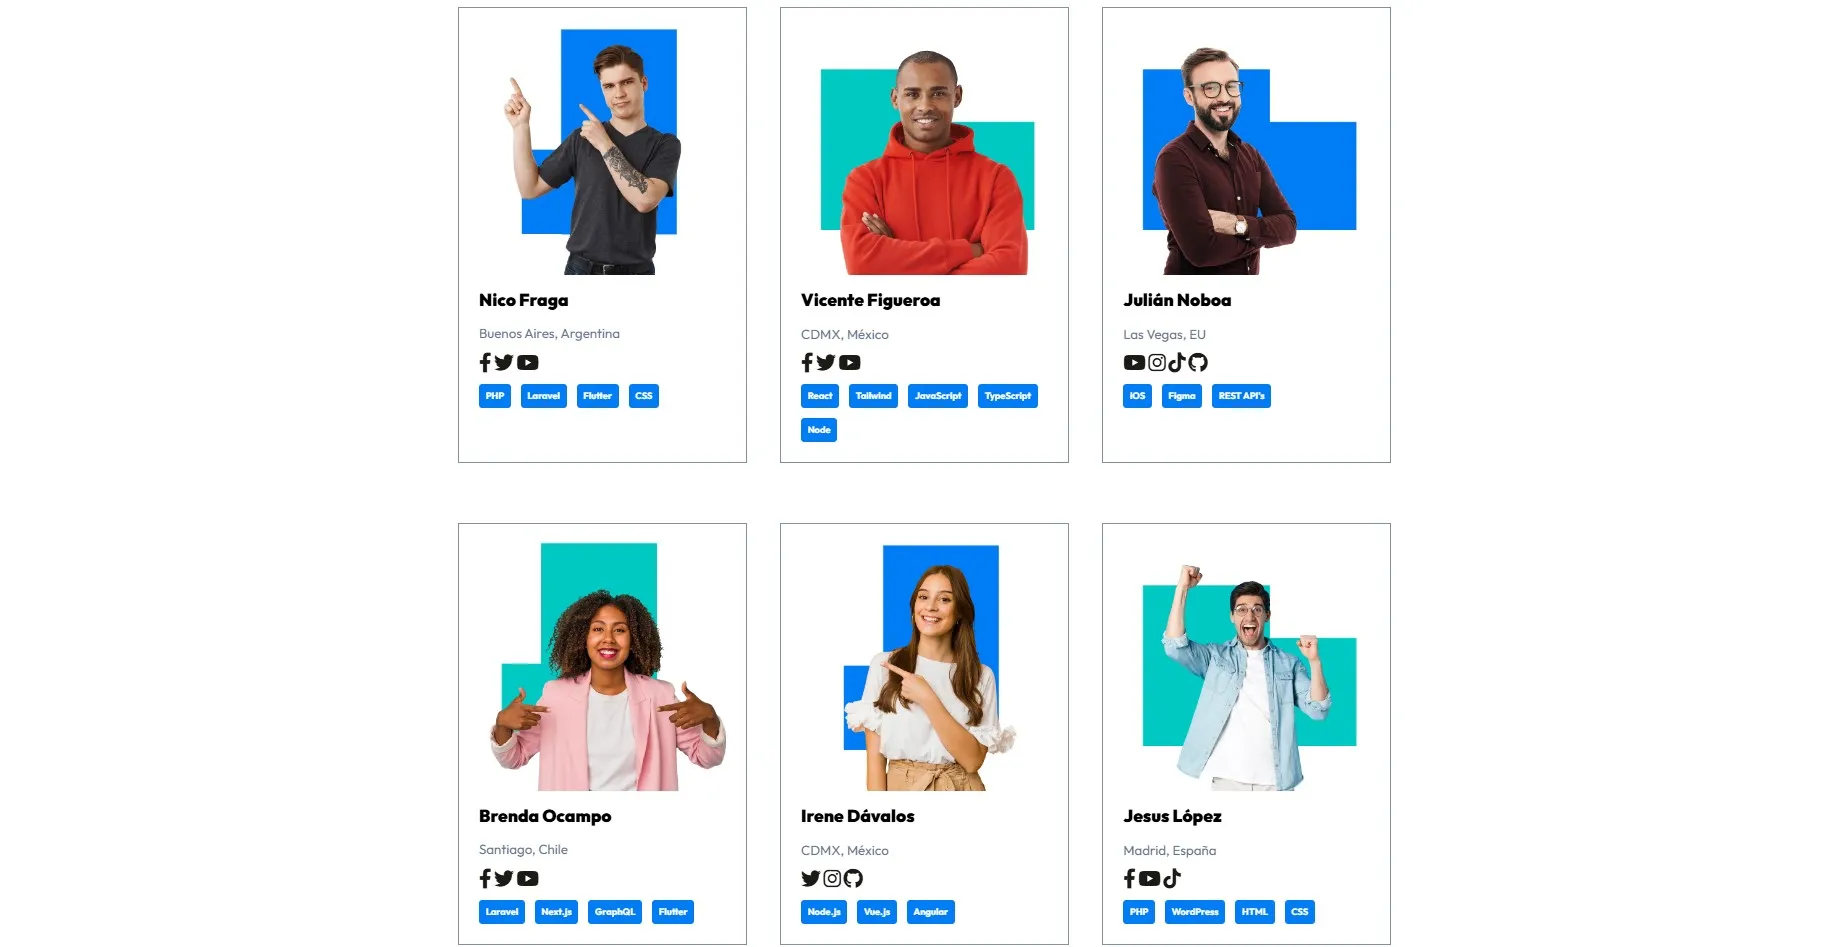 Nico Fraga
Buenos Aires, Argentina
PHP Laravel Flutter CSS
Vicente Figueroa
CDMX, México
React Tailwind JavaScript TypeScript
Node
Julián Noboa
Las Vegas, EU
iOS Figma REST API's
Brenda Ocampo
Santiago, Chile
Laravel Next.js GraphQL Flutter
Irene Dávalos
CDMX, México
Node.js Vue.js Angular
Jesus López
Madrid, España
PHP WordPress HTML CSS